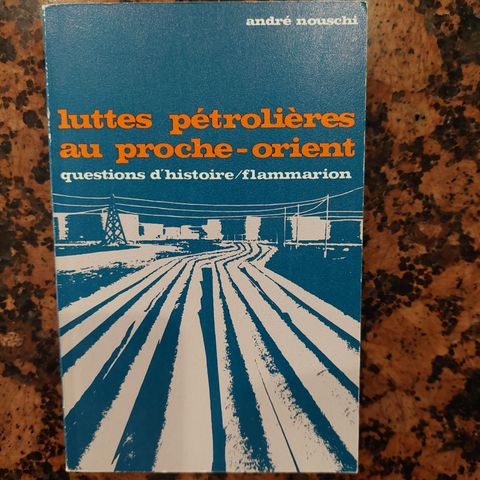 andré nouschi
luttes pétrolières
au proche-orient
questions d'histoire/flammarion